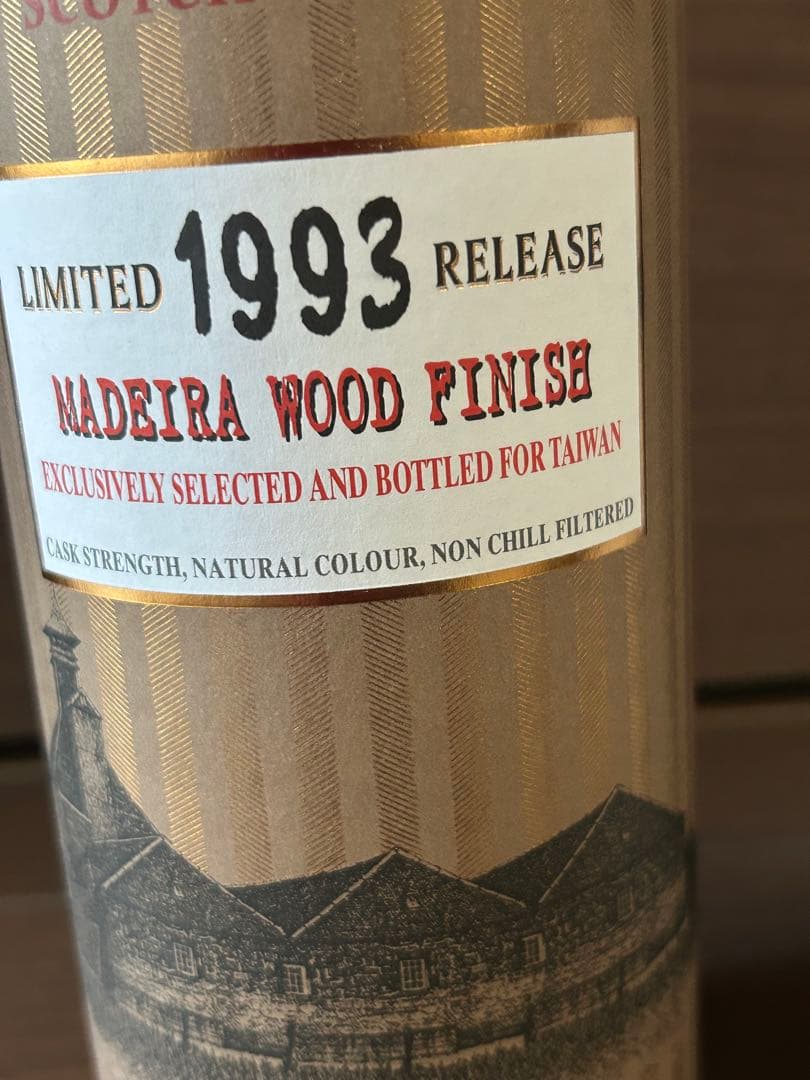 SCOTCH
LIMITED 1993 RELEASE
MADEIRA WOOD FINISH
EXCLUSIVELY SELECTED AND BOTTLED FOR TAIWAN
CASK STRENGTH, NATURAL COLOUR, NON CHILL FILTERED